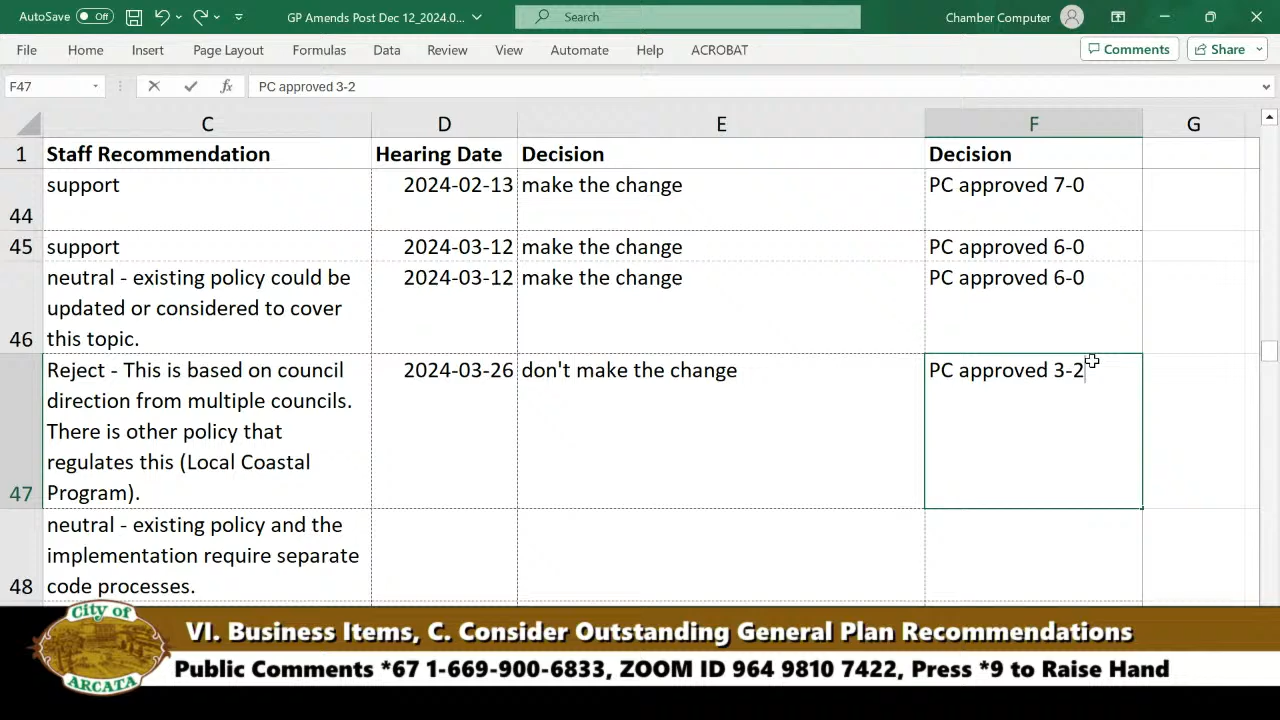 AutoSave Off GP Amends Post Dec 12_2024.0... Search Chamber Computer
File Home Insert Page Layout Formulas Data Review View Automate Help ACROBAT Comments Share
F47 fx PC approved 3-2
C D E F G
1 Staff Recommendation Hearing Date Decision Decision
44 support 2024-02-13 make the change PC approved 7-0
45 support 2024-03-12 make the change PC approved 6-0
neutral - existing policy could be 2024-03-12 make the change PC approved 6-0
updated or considered to cover
46 this topic.
Reject - This is based on council 2024-03-26 don't make the change PC approved 3-2
direction from multiple councils.
There is other policy that
regulates this (Local Coastal
47 Program).
neutral - existing policy and the
implementation require separate
48 code processes.
City of
ARCATA
VI. Business Items, C. Consider Outstanding General Plan Recommendations
Public Comments *67 1-669-900-6833, ZOOM ID 964 9810 7422, Press *9 to Raise Hand